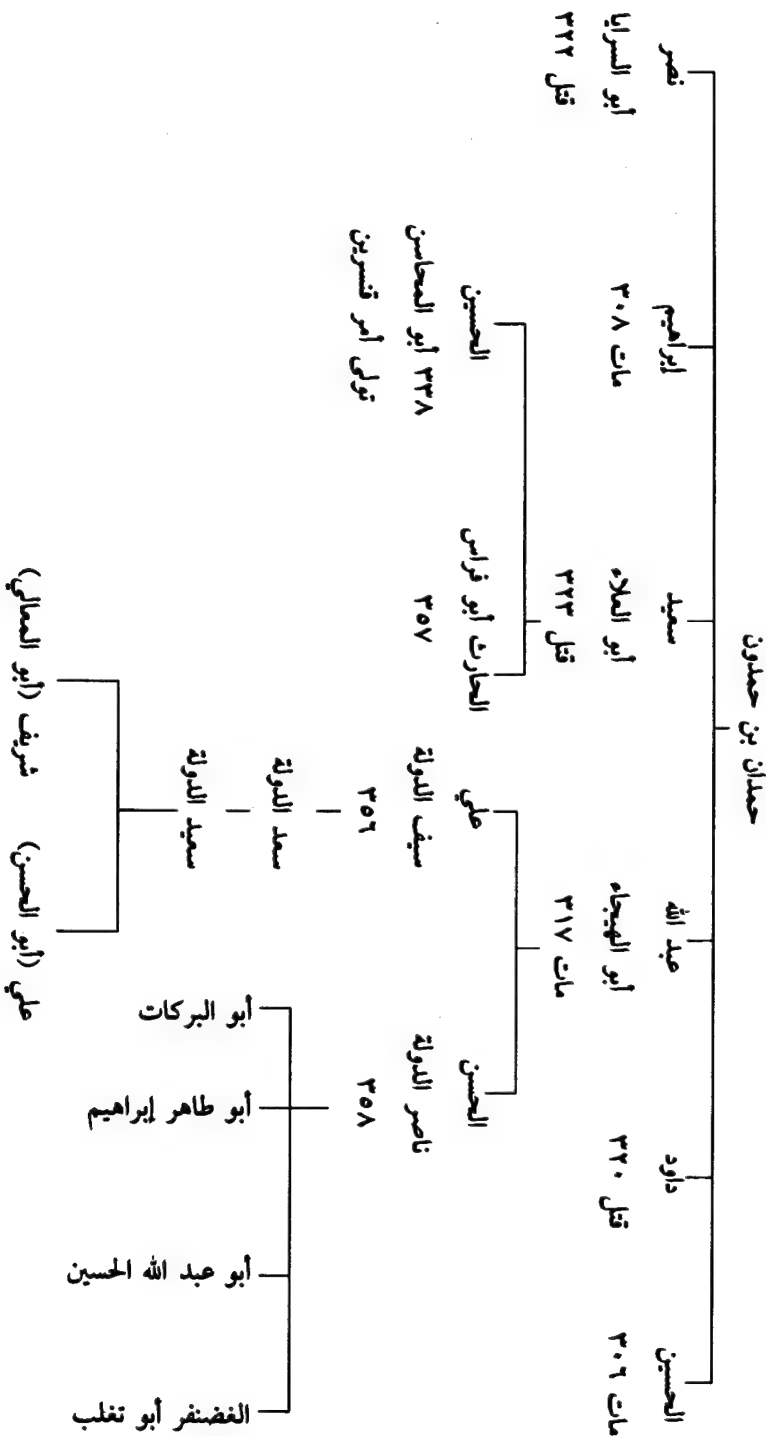 حمدان بن حمدون
الحسين
مات ٣٠٦
داود
قتل ٣٢٠
عبد الله
أبو الهيجاء
مات ٣١٧
سعيد
أبو العلاء
قتل ٣٢٣
إبراهيم
مات ٣٠٨
نصر
أبو السرايا
قتل ٣٢٢
الحسن
ناصر الدولة
٣٥٨
علي
سيف الدولة
٣٥٦
الحارث أبو فراس
٣٥٧
الحسين
٣٣٨ أبو المحاسن
تولى أمر قنسرين
سعد الدولة
سعيد الدولة
علي (أبو الحسن)
شريف (أبو المعالي)
أبو البركات
أبو طاهر إبراهيم
أبو عبد الله الحسين
الغضنفر أبو تغلب